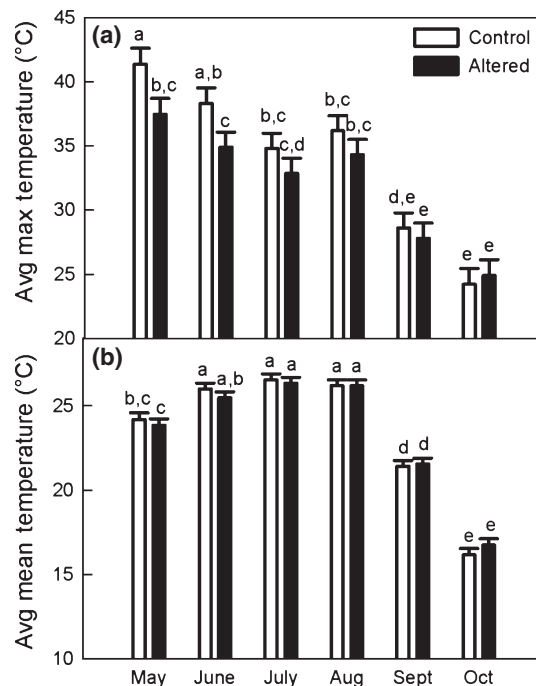 (a)
Control
Altered
Avg max temperature (°C)
45
40
35
30
25
20
a
b,c
a,b
c
b,c
c,d
b,c
b,c
d,e
e
e
e
(b)
Avg mean temperature (°C)
25
20
15
10
b,c
c
a
a,b
a
a
a
a
d
d
e
e
May June July Aug Sept Oct